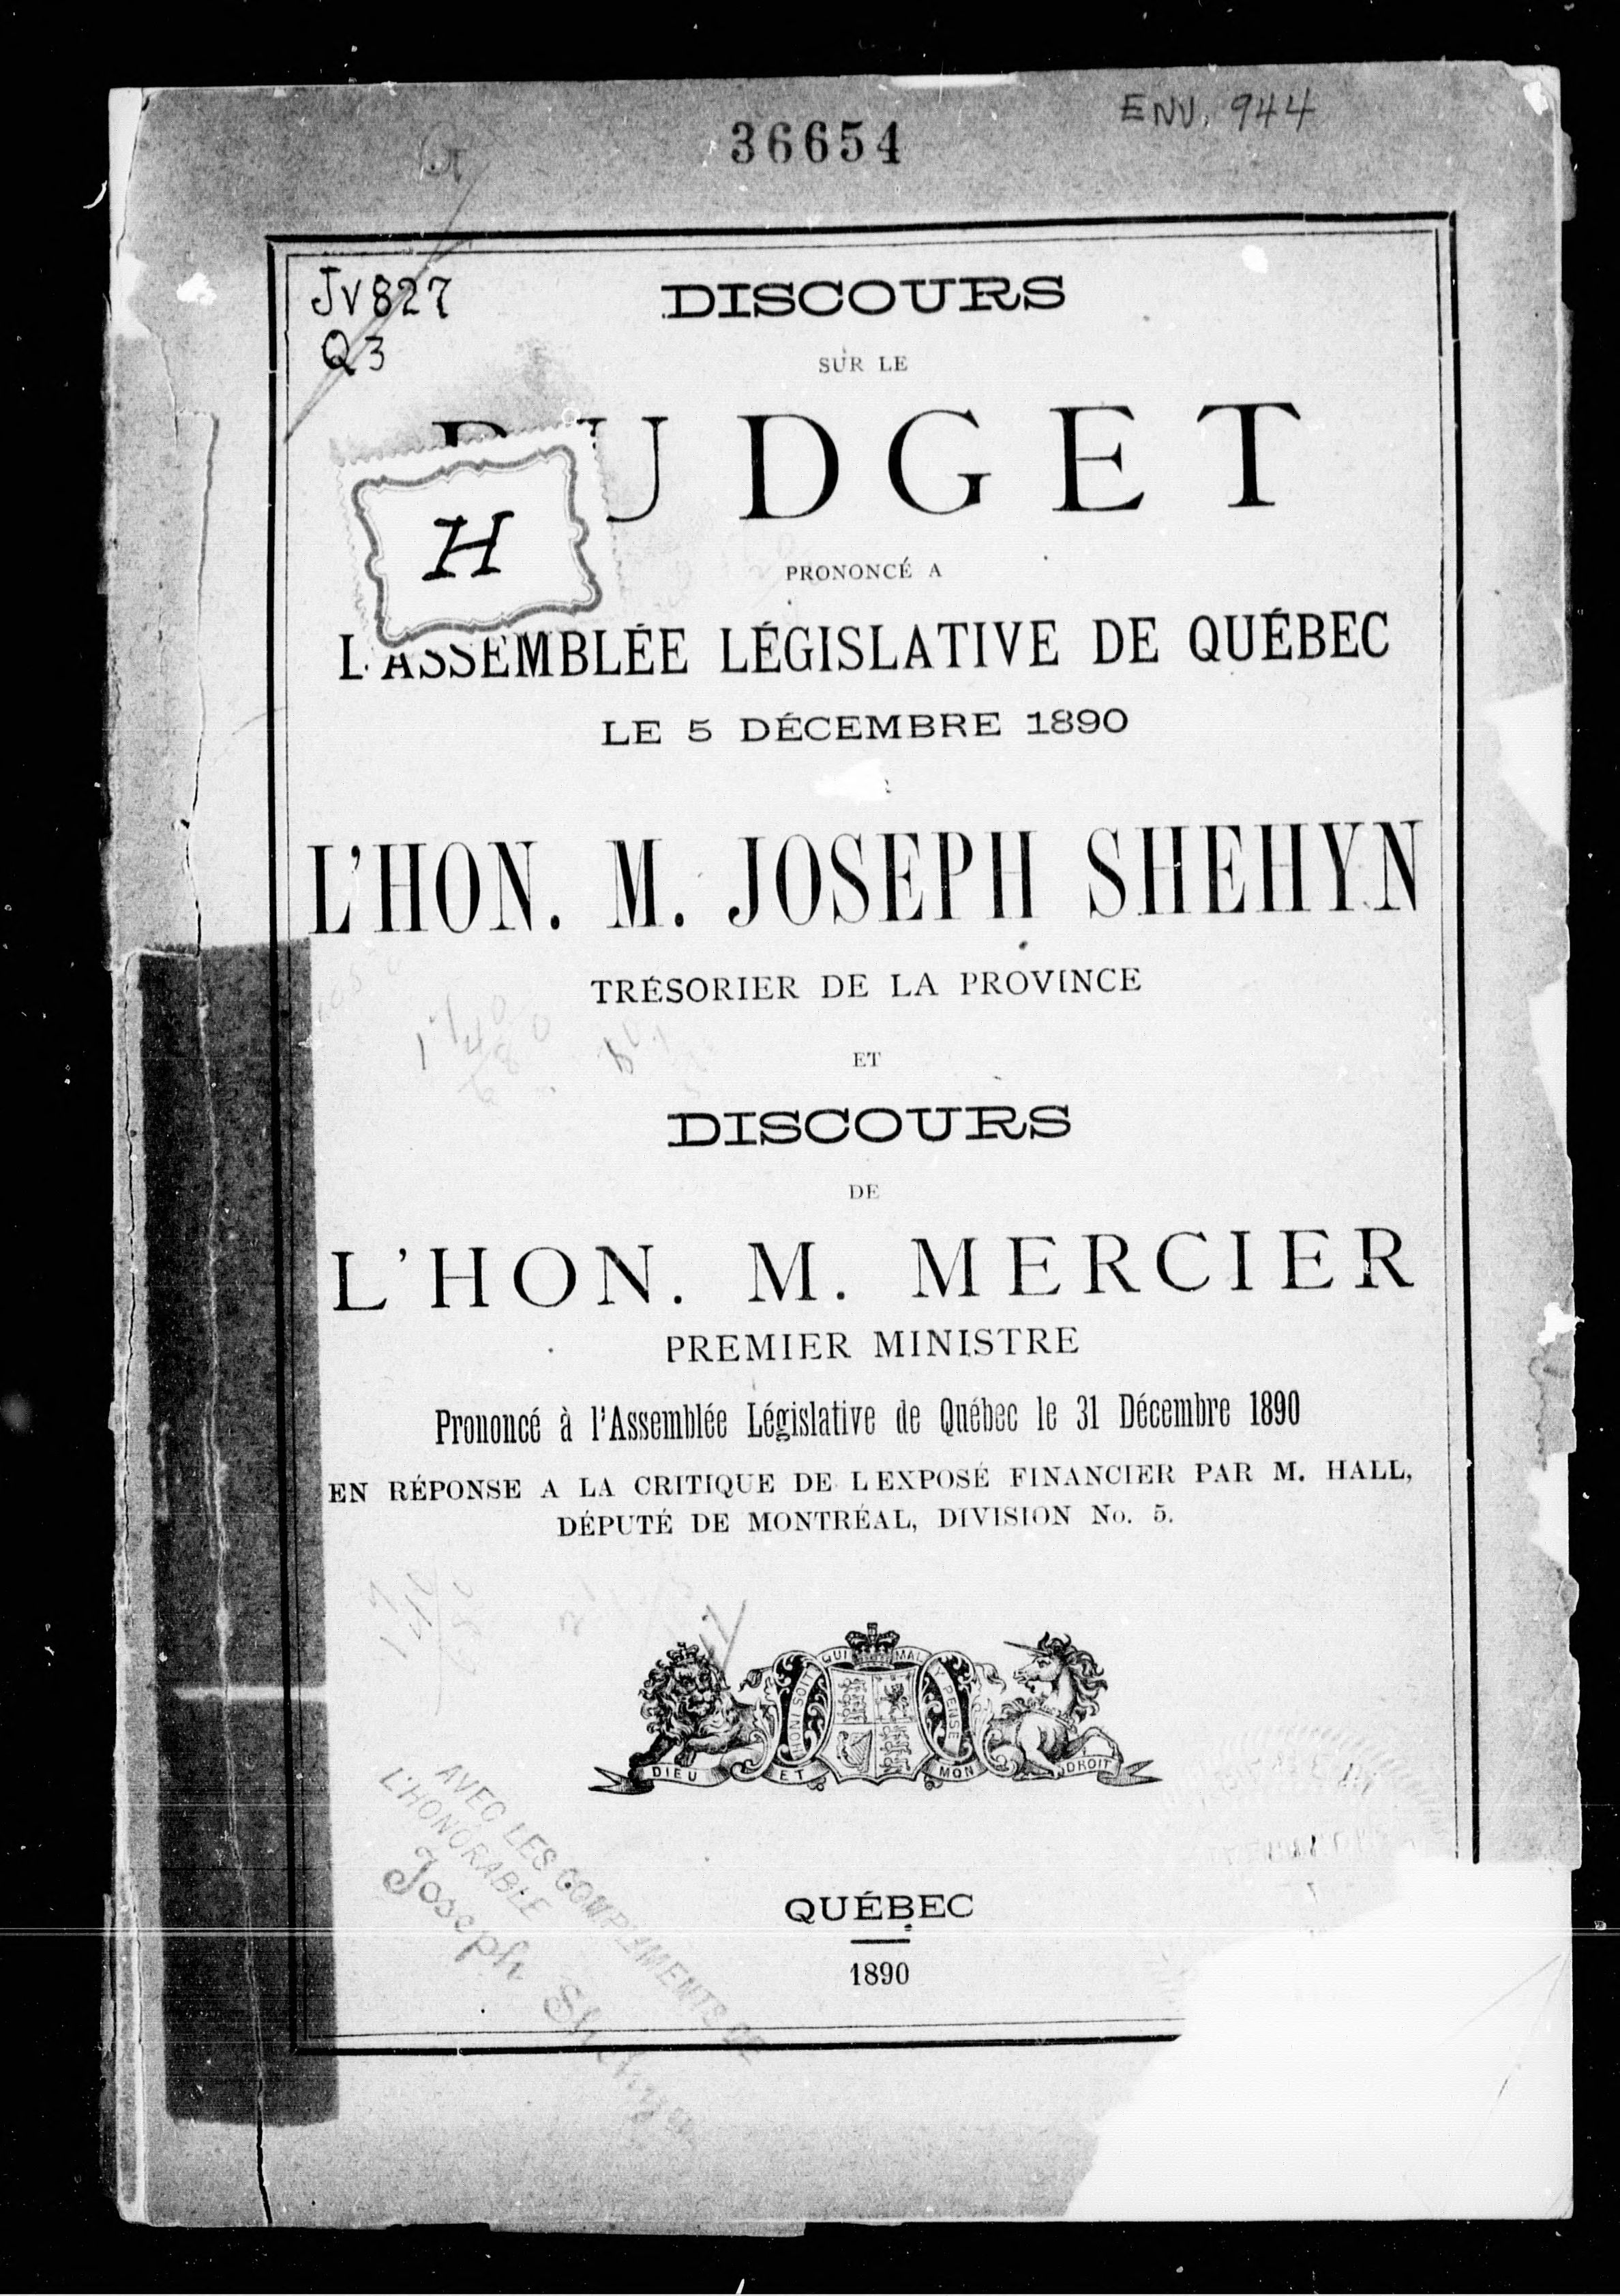 ENV. 944
36654
JV827
Q3
DISCOURS
SUR LE
BUDGET
H
PRONONCÉ A
L'ASSEMBLÉE LÉGISLATIVE DE QUÉBEC
LE 5 DÉCEMBRE 1890
L'HON. M. JOSEPH SHEHYN
TRÉSORIER DE LA PROVINCE
ET
DISCOURS
DE
L'HON. M. MERCIER
PREMIER MINISTRE
Prononcé à l'Assemblée Législative de Québec le 31 Décembre 1890
EN RÉPONSE A LA CRITIQUE DE L EXPOSÉ FINANCIER PAR M. HALL,
DÉPUTÉ DE MONTRÉAL, DIVISION No. 5.
HONI SOIT QUI MAL Y PENSE
DIEU ET MON DROIT
AVEC LES COMPLIMENTS DE
L'HONORABLE
Joseph Shehyn
QUÉBEC
1890